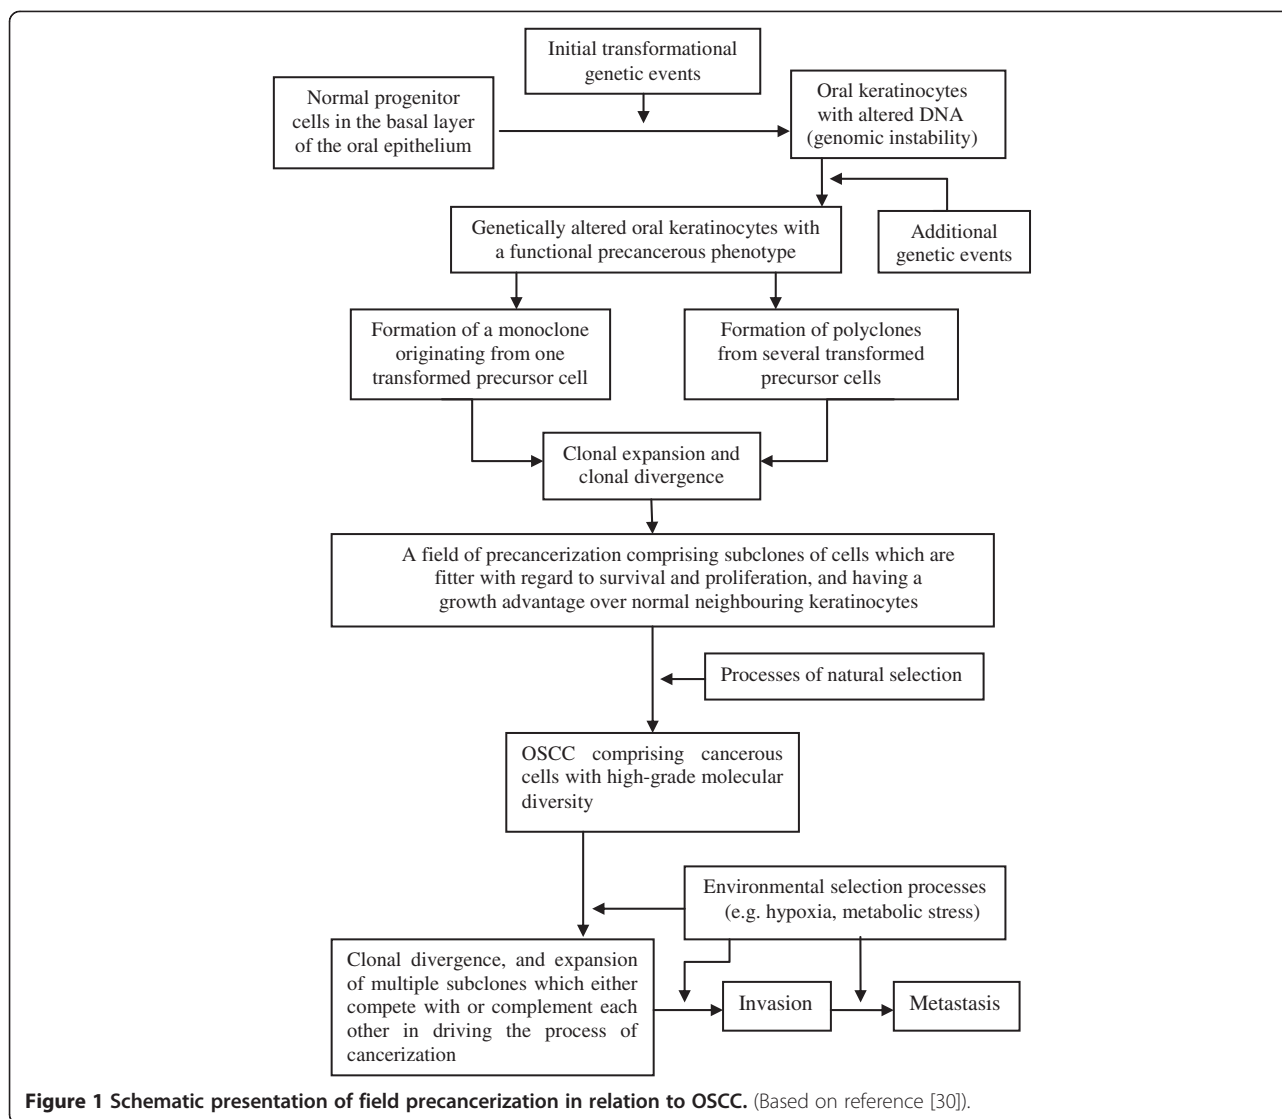 Initial transformational
genetic events
Normal progenitor
cells in the basal layer
of the oral epithelium
Oral keratinocytes
with altered DNA
(genomic instability)
Additional
genetic events
Genetically altered oral keratinocytes with
a functional precancerous phenotype
Formation of a monoclone
originating from one
transformed precursor cell
Formation of polyclones
from several transformed
precursor cells
Clonal expansion and
clonal divergence
A field of precancerization comprising subclones of cells which are
fitter with regard to survival and proliferation, and having a
growth advantage over normal neighbouring keratinocytes
Processes of natural selection
OSCC comprising cancerous
cells with high-grade molecular
diversity
Environmental selection processes
(e.g. hypoxia, metabolic stress)
Clonal divergence, and expansion
of multiple subclones which either
compete with or complement each
other in driving the process of
cancerization
Invasion
Metastasis
Figure 1 Schematic presentation of field precancerization in relation to OSCC. (Based on reference [30]).